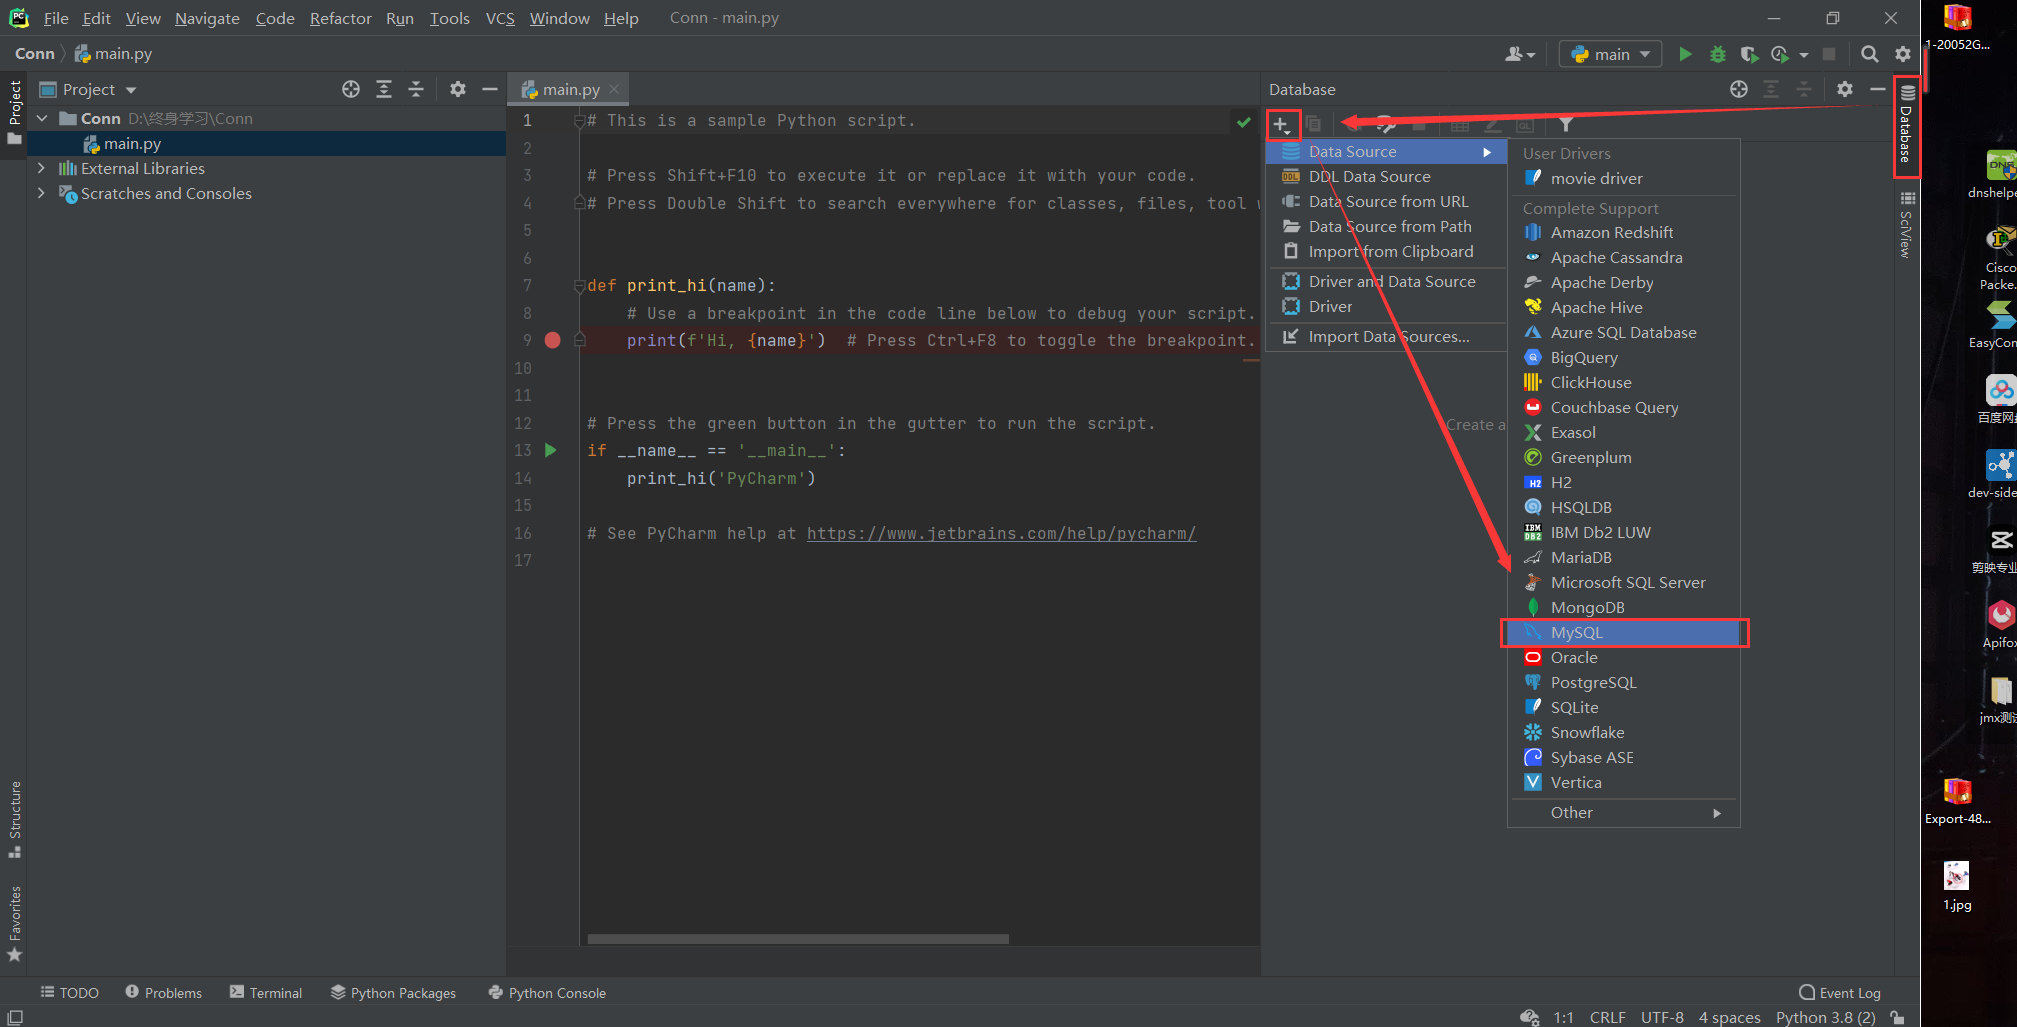 File Edit View Navigate Code Refactor Run Tools VCS Window Help Conn - main.py
Conn main.py
main
Project
Project
Conn D:\终身学习\Conn
main.py
External Libraries
Scratches and Consoles
Structure
Favorites
main.py
1 # This is a sample Python script.
2
3 # Press Shift+F10 to execute it or replace it with your code.
4 # Press Double Shift to search everywhere for classes, files, tool w
5
6
7 def print_hi(name):
8 # Use a breakpoint in the code line below to debug your script.
9 print(f'Hi, {name}') # Press Ctrl+F8 to toggle the breakpoint.
10
11
12 # Press the green button in the gutter to run the script.
13 if __name__ == '__main__':
14 print_hi('PyCharm')
15
16 # See PyCharm help at https://www.jetbrains.com/help/pycharm/
17
Database
Data Source
DDL Data Source
Data Source from URL
Data Source from Path
Import from Clipboard
Driver and Data Source
Driver
Import Data Sources...
Create a
User Drivers
movie driver
Complete Support
Amazon Redshift
Apache Cassandra
Apache Derby
Apache Hive
Azure SQL Database
BigQuery
ClickHouse
Couchbase Query
Exasol
Greenplum
H2
HSQLDB
IBM Db2 LUW
MariaDB
Microsoft SQL Server
MongoDB
MySQL
Oracle
PostgreSQL
SQLite
Snowflake
Sybase ASE
Vertica
Other
Database
SciView
1-20052G...
dnshelpe
Cisco
Packe..
EasyCon
百度网
dev-side
剪映专业
Apifox
jmx测
Export-48...
1.jpg
TODO Problems Terminal Python Packages Python Console Event Log
1:1 CRLF UTF-8 4 spaces Python 3.8 (2)